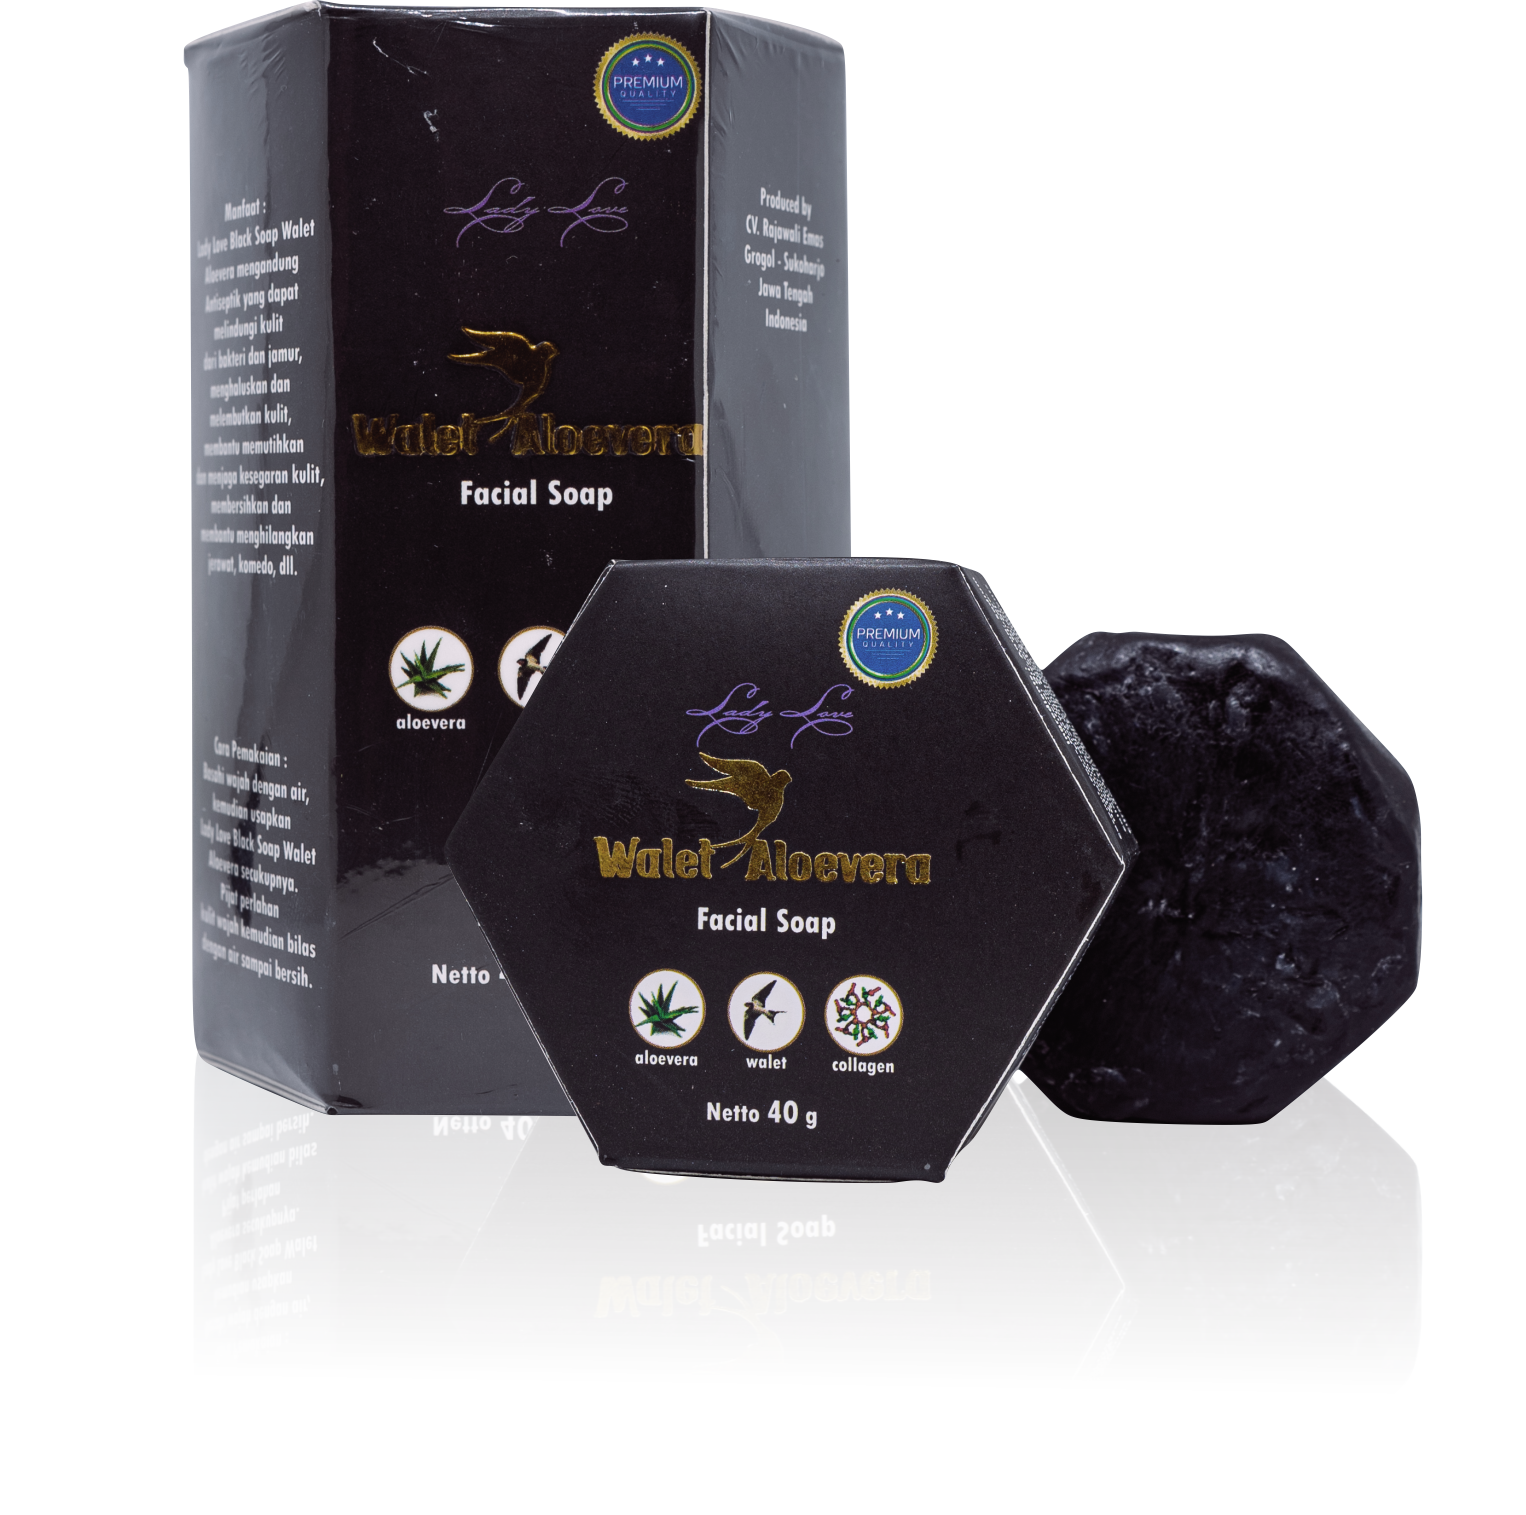 PREMIUM
QUALITY
Lady Love
Walet Aloevera
Facial Soap
aloevera
Netto
Manfaat :
Lady Love Black Soap Walet
Aloevera mengandung
Antiseptik yang dapat
melindungi kulit
dari bakteri dan jamur,
menghaluskan dan
melembutkan kulit,
membantu memutihkan
dan menjaga kesegaran kulit,
membersihkan dan
membantu menghilangkan
jerawat, komedo, dll.
Cara Pemakaian :
Basahi wajah dengan air,
kemudian usapkan
Lady Love Black Soap Walet
Aloevera secukupnya.
Pijat perlahan
kulit wajah kemudian bilas
dengan air sampai bersih.
Produced by
CV. Rajawali Emas
Grogol - Sukoharjo
Jawa Tengah
Indonesia
PREMIUM
QUALITY
Lady Love
Walet Aloevera
Facial Soap
aloevera walet collagen
Netto 40 g